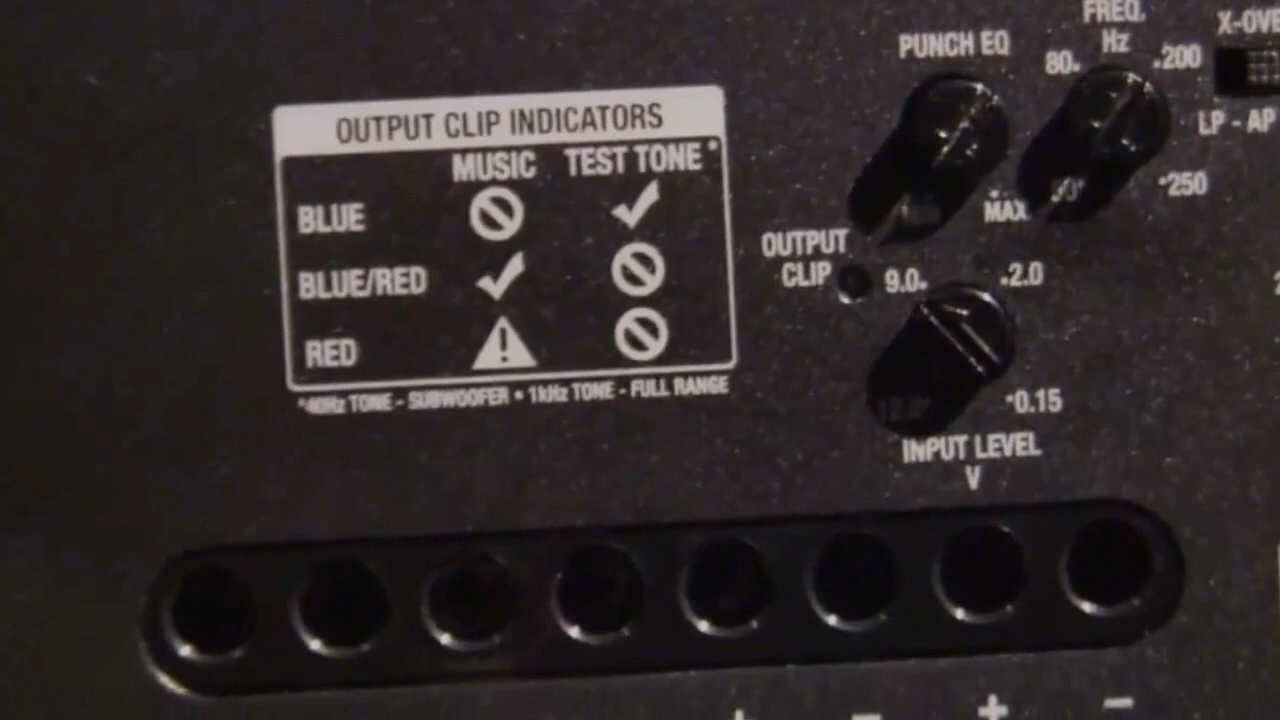 OUTPUT CLIP INDICATORS
MUSIC TEST TONE*
BLUE
BLUE/RED
RED
*40Hz TONE - SUBWOOFER • 1kHz TONE - FULL RANGE
PUNCH EQ
MAX
FREQ.
Hz
80 200
50 250
LP - AP
OUTPUT
CLIP
9.0 2.0
0.15
INPUT LEVEL
V
+ - + -